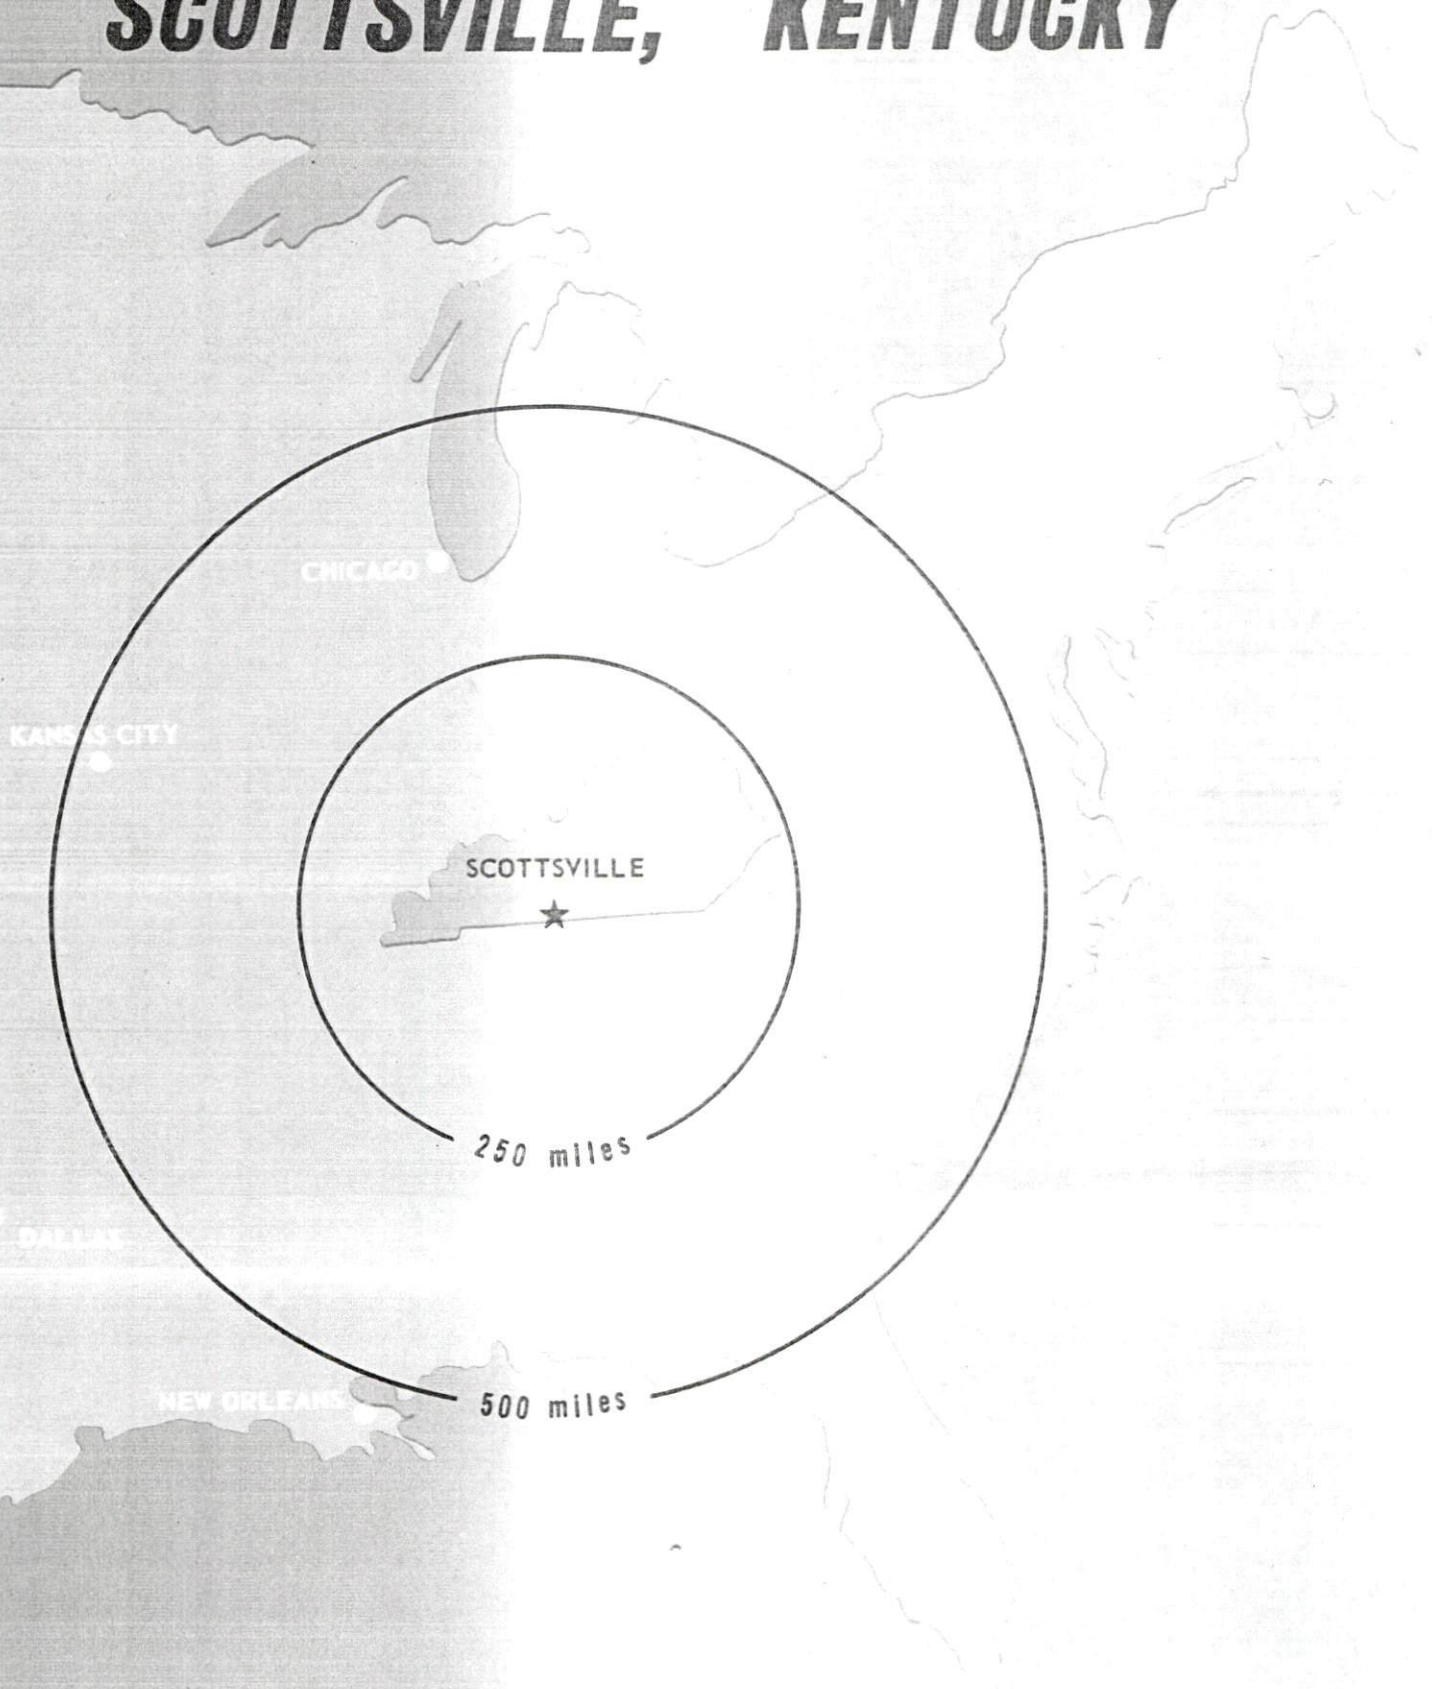 SCOTTSVILLE, KENTUCKY
CHICAGO
KANSAS CITY
SCOTTSVILLE
250 miles
DALLAS
NEW ORLEANS
500 miles